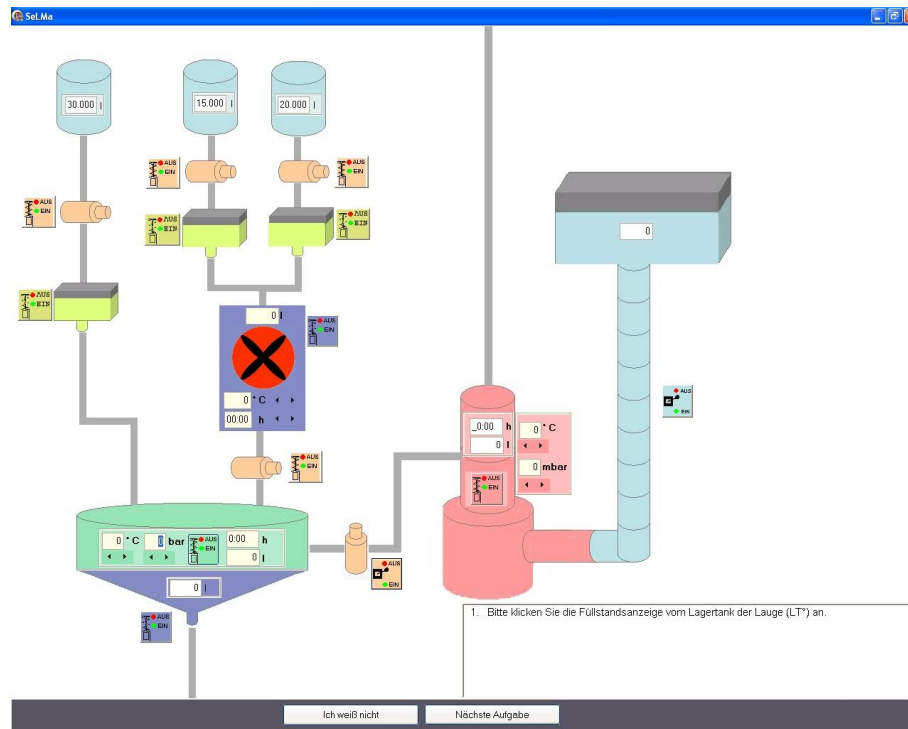 SeLMa
30.000 l
15.000 l
20.000 l
AUS
EIN
AUS
EIN
AUS
EIN
AUS
EIN
AUS
EIN
0
AUS
EIN
0 l
AUS
EIN
0 ° C
00:00 h
AUS
EIN
_0:00 h
0 l
0 ° C
0 mbar
AUS
EIN
AUS
EIN
0 ° C
0 bar
AUS
EIN
0:00 h
0 l
0 l
AUS
EIN
AUS
EIN
1. Bitte klicken Sie die Füllstandsanzeige vom Lagertank der Lauge (LT°) an.
Ich weiß nicht
Nächste Aufgabe